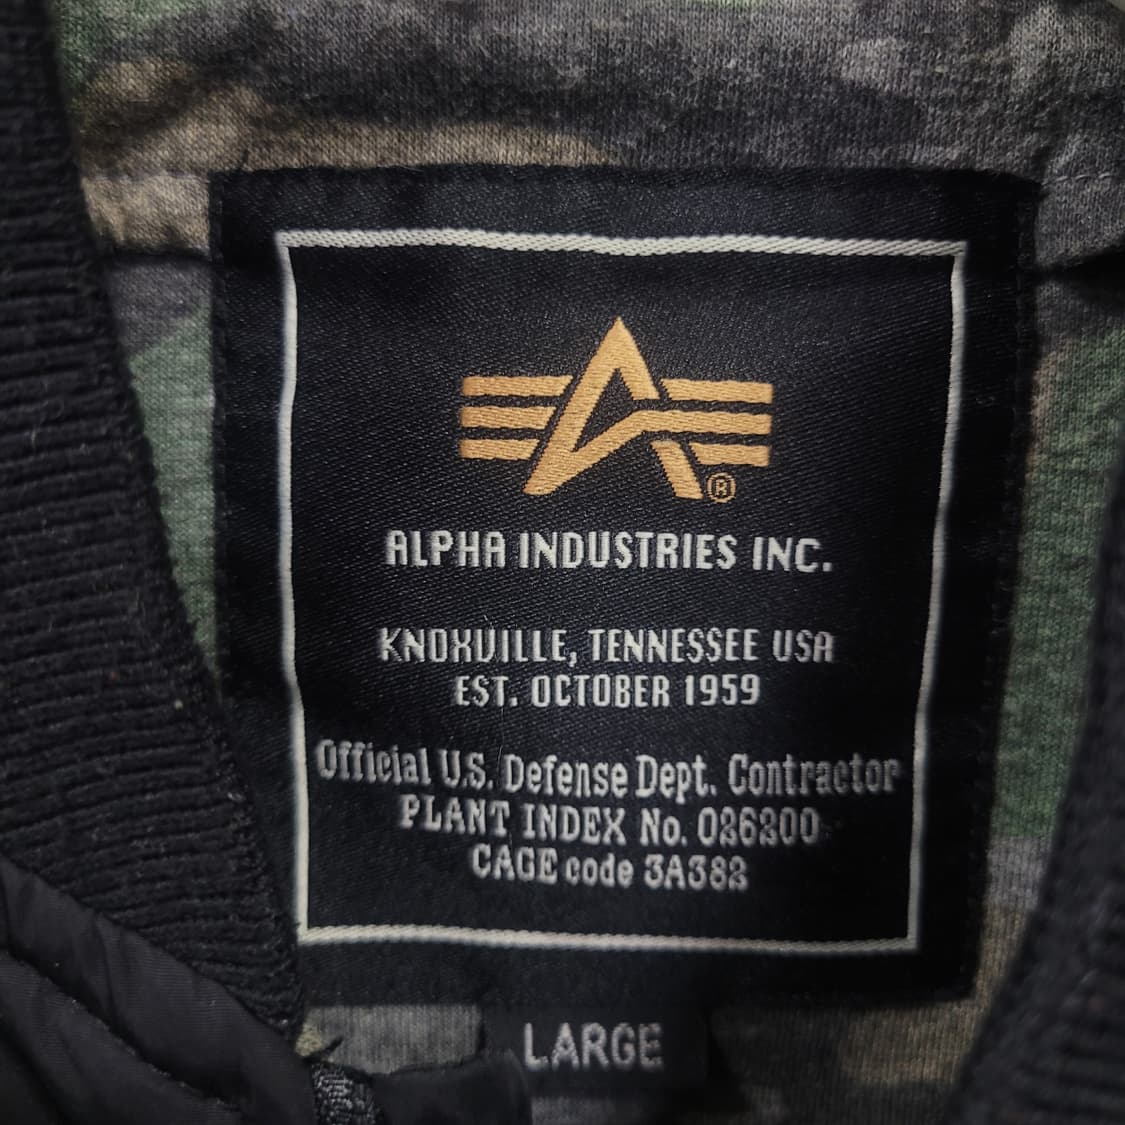 ®
ALPHA INDUSTRIES INC.
KNOXVILLE, TENNESSEE USA
EST. OCTOBER 1959
Official U.S. Defense Dept. Contractor
PLANT INDEX No. 026200
CAGE code 3A382
LARGE